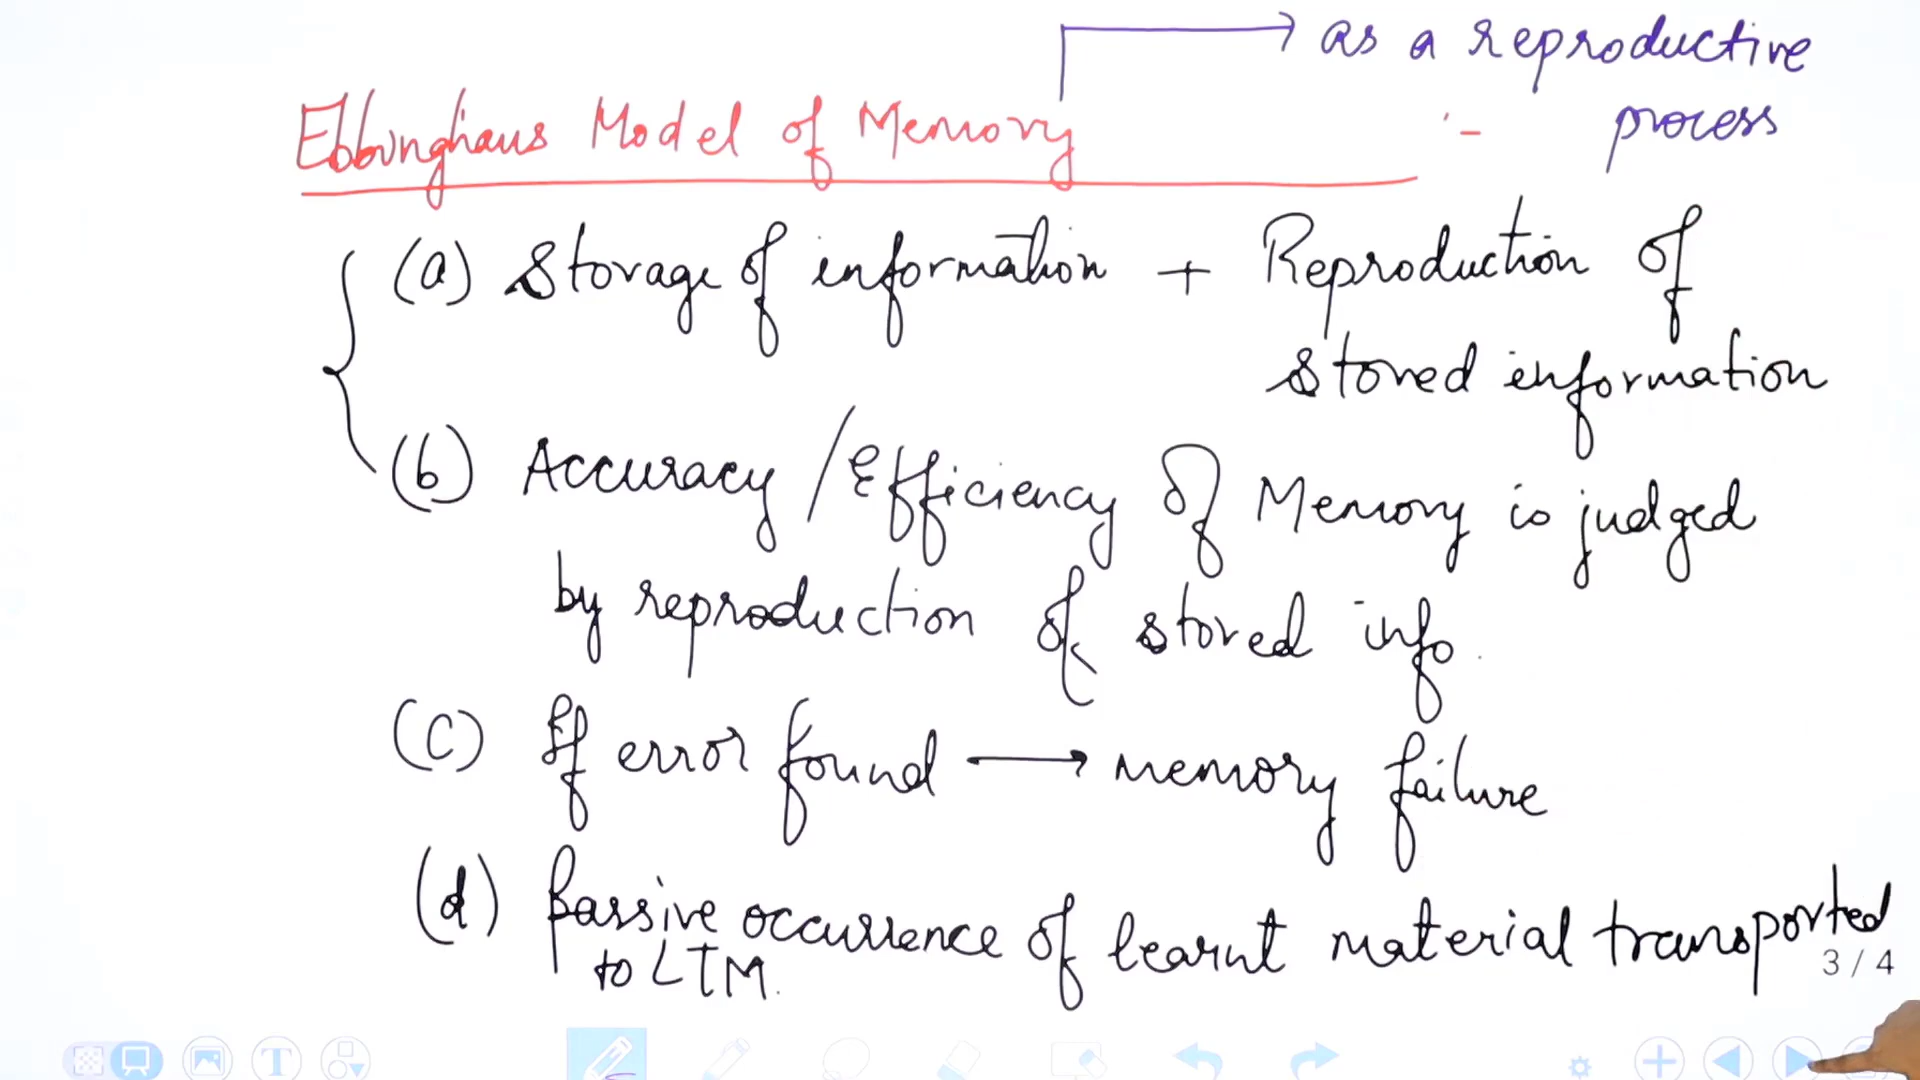 as a reproductive
process
Ebbinghaus Model of Memory
(a) Storage of information + Reproduction of
stored information
(b) Accuracy / Efficiency of Memory is judged
by reproduction of stored info.
(c) If error found → memory failure
(d) Passive occurrence of learnt material transported
to LTM.
3 / 4
T